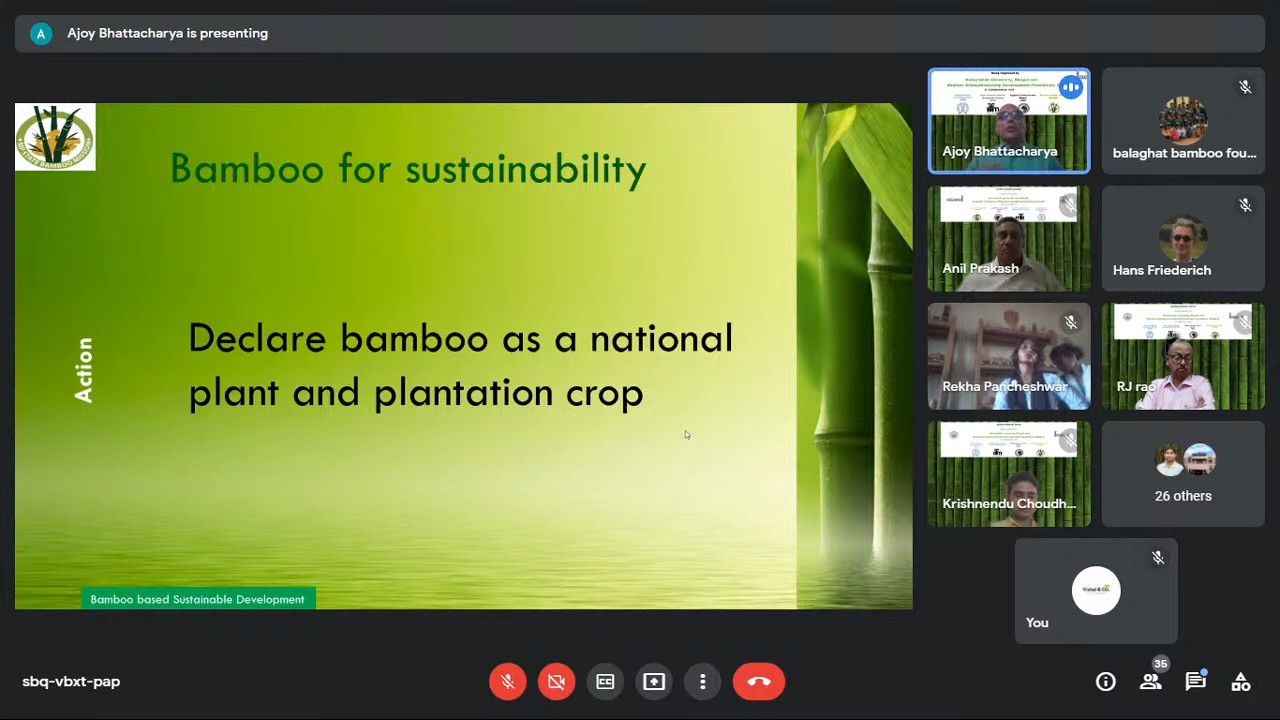 A
Ajoy Bhattacharya is presenting
Bamboo for sustainability
Action
Declare bamboo as a national
plant and plantation crop
Bamboo based Sustainable Development
Ajoy Bhattacharya
balaghat bamboo fou...
Anil Prakash
Hans Friederich
Rekha Pancheshwar
RJ rao
Krishnendu Choudh...
26 others
You
sbq-vbxt-pap
CC
35